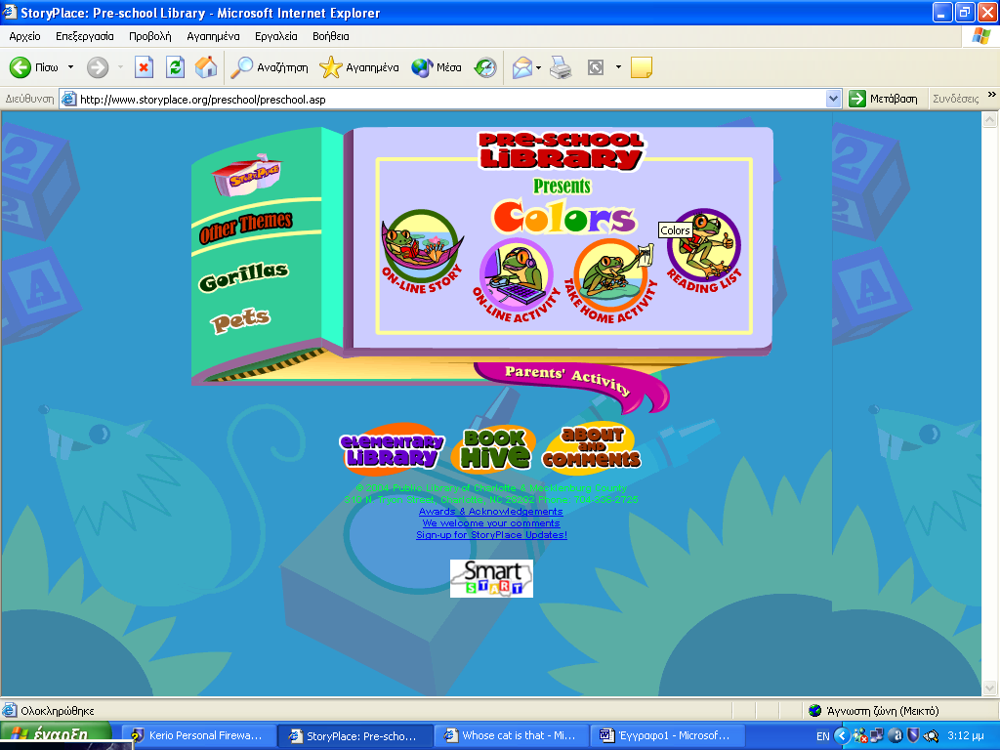 StoryPlace: Pre-school Library - Microsoft Internet Explorer
Αρχείο Επεξεργασία Προβολή Αγαπημένα Εργαλεία Βοήθεια
Πίσω Αναζήτηση Αγαπημένα Μέσα
Διεύθυνση http://www.storyplace.org/preschool/preschool.asp Μετάβαση Συνδέσεις »
PRE-SCHOOL
LIBRARY
Presents
Colors
StoryPlace
Other Themes
Gorillas
Pets
ON-LINE STORY
ON-LINE ACTIVITY
TAKE HOME ACTIVITY
READING LIST
Colors
Parents' Activity
ELEMENTARY
LIBRARY
BOOK
HIVE
ABOUT
AND
COMMENTS
© 2004 Public Library of Charlotte & Mecklenburg County
310 N. Tryon Street, Charlotte, NC 28202 Phone: 704-336-2725
Awards & Acknowledgements
We welcome your comments
Sign-up for StoryPlace Updates!
Smart
START
Ολοκληρώθηκε Άγνωστη ζώνη (Μεικτό)
έναρξη Kerio Personal Firewa... StoryPlace: Pre-scho... Whose cat is that - Mi... Έγγραφο1 - Microsof... EN 3:12 μμ